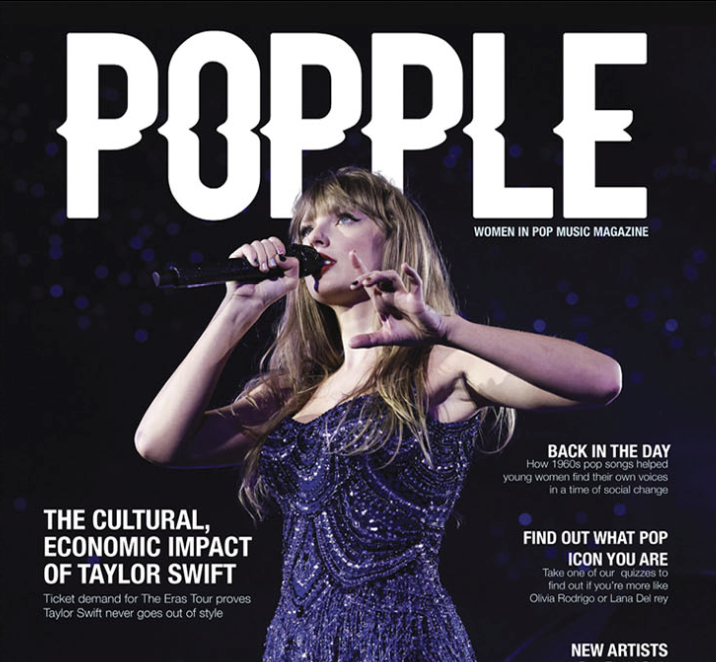 POPPLE
WOMEN IN POP MUSIC MAGAZINE
BACK IN THE DAY
How 1960s pop songs helped
young women find their own voices
in a time of social change
THE CULTURAL,
ECONOMIC IMPACT
OF TAYLOR SWIFT
Ticket demand for The Eras Tour proves
Taylor Swift never goes out of style
FIND OUT WHAT POP
ICON YOU ARE
Take one of our quizzes to
find out if you're more like
Olivia Rodrigo or Lana Del rey
NEW ARTISTS